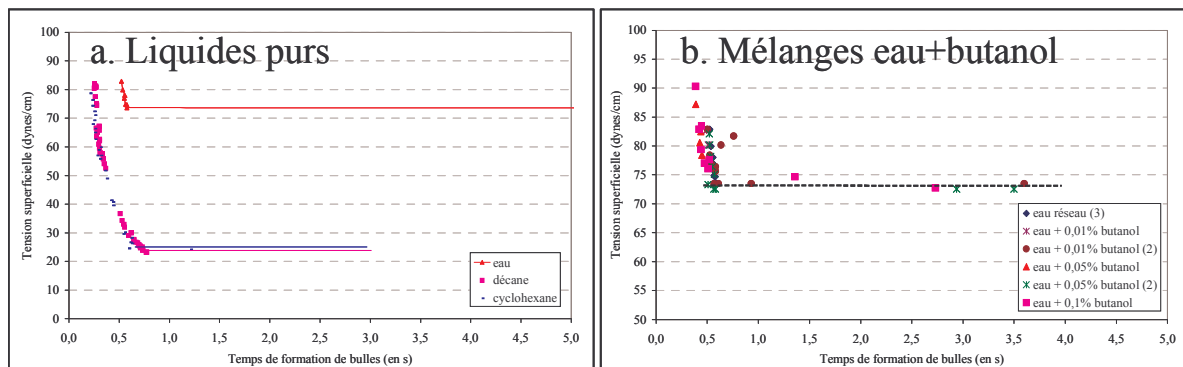 a. Liquides purs
Tension superficielle (dynes/cm)
100
90
80
70
60
50
40
30
20
10
0
0,0 0,5 1,0 1,5 2,0 2,5 3,0 3,5 4,0 4,5 5,0
Temps de formation de bulles (en s)
eau
décane
cyclohexane
b. Mélanges eau+butanol
Tension superficielle (dynes/cm)
100
95
90
85
80
75
70
65
60
55
50
0,0 0,5 1,0 1,5 2,0 2,5 3,0 3,5 4,0 4,5 5,0
Temps de formation de bulles (en s)
eau réseau (3)
eau + 0,01% butanol
eau + 0,01% butanol (2)
eau + 0,05% butanol
eau + 0,05% butanol (2)
eau + 0,1% butanol